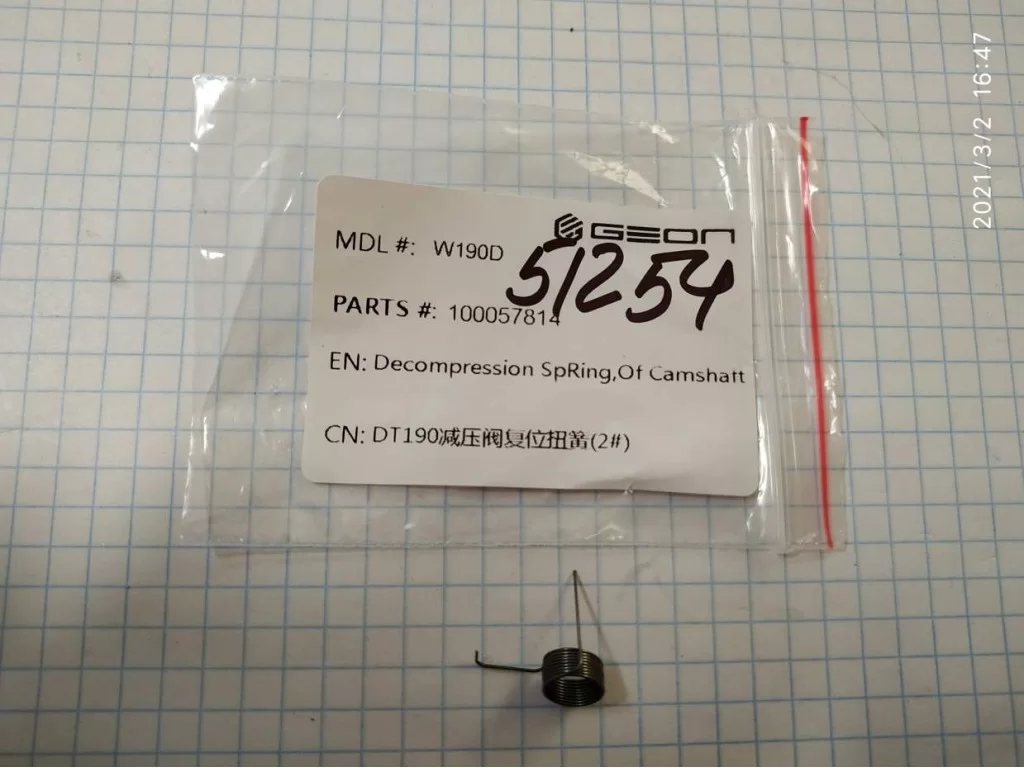 GEON
MDL #: W190D
51254
PARTS #: 100057814
EN: Decompression SpRing,Of Camshaft
CN: DT190减压阀复位扭簧(2#)
2021/3/2 16:47